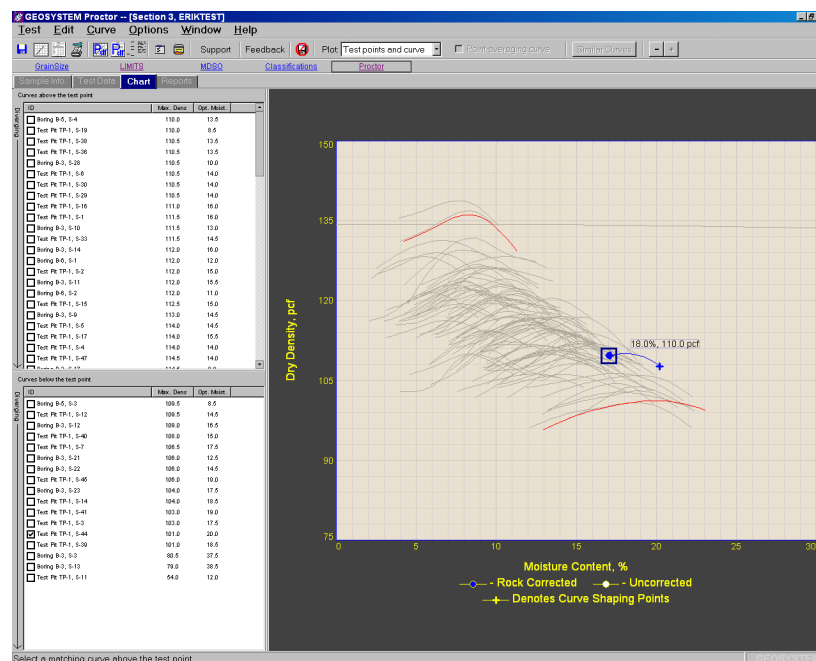 GEOSYSTEM Proctor -- [Section 3, ERIKTEST]
Test Edit Curve Options Window Help
Support Feedback Plot: Test points and curve Point averaging curve Similar Curves - +
GrainSize LIMITS MDSO Classifications Proctor
Sample Info. Test Data Chart Reports
Curves above the test point
Diverging
ID Max. Dens Opt. Moist.
Boring B-5, S-4 110.0 13.5
Test Pit TP-1, S-19 110.0 8.5
Test Pit TP-1, S-38 110.5 13.5
Test Pit TP-1, S-36 110.5 13.5
Boring B-3, S-28 110.5 10.0
Test Pit TP-1, S-6 110.5 14.0
Test Pit TP-1, S-30 110.5 14.0
Test Pit TP-1, S-29 110.5 14.0
Test Pit TP-1, S-16 111.0 16.0
Test Pit TP-1, S-1 111.5 16.0
Boring B-3, S-10 111.5 13.0
Test Pit TP-1, S-33 111.5 14.5
Boring B-3, S-14 112.0 16.0
Boring B-6, S-1 112.0 12.0
Test Pit TP-1, S-2 112.0 15.0
Boring B-3, S-11 112.0 15.5
Boring B-6, S-2 112.0 11.0
Test Pit TP-1, S-15 112.5 15.0
Boring B-3, S-9 113.0 14.5
Test Pit TP-1, S-5 114.0 14.5
Test Pit TP-1, S-17 114.0 15.5
Test Pit TP-1, S-4 114.0 14.0
Test Pit TP-1, S-47 114.5 14.0
Curves below the test point
Diverging
ID Max. Dens Opt. Moist.
Boring B-5, S-3 109.5 8.5
Test Pit TP-1, S-12 109.5 14.5
Boring B-3, S-12 109.0 16.5
Test Pit TP-1, S-40 108.0 15.0
Test Pit TP-1, S-7 106.5 17.5
Boring B-3, S-21 106.0 12.5
Boring B-3, S-22 106.0 14.5
Test Pit TP-1, S-45 106.0 19.0
Boring B-3, S-23 104.0 17.5
Test Pit TP-1, S-14 104.0 18.5
Test Pit TP-1, S-41 103.0 19.0
Test Pit TP-1, S-3 103.0 17.5
Test Pit TP-1, S-44 101.0 20.0
Test Pit TP-1, S-39 101.0 18.5
Boring B-3, S-3 80.5 37.5
Boring B-3, S-13 79.0 38.5
Test Pit TP-1, S-11 54.0 12.0
150
135
120
105
90
75
Dry Density, pcf
18.0%, 110.0 pcf
0 5 10 15 20 25 30
Moisture Content, %
- Rock Corrected - Uncorrected
- Denotes Curve Shaping Points
Select a matching curve above the test point
GEOSYSTEM